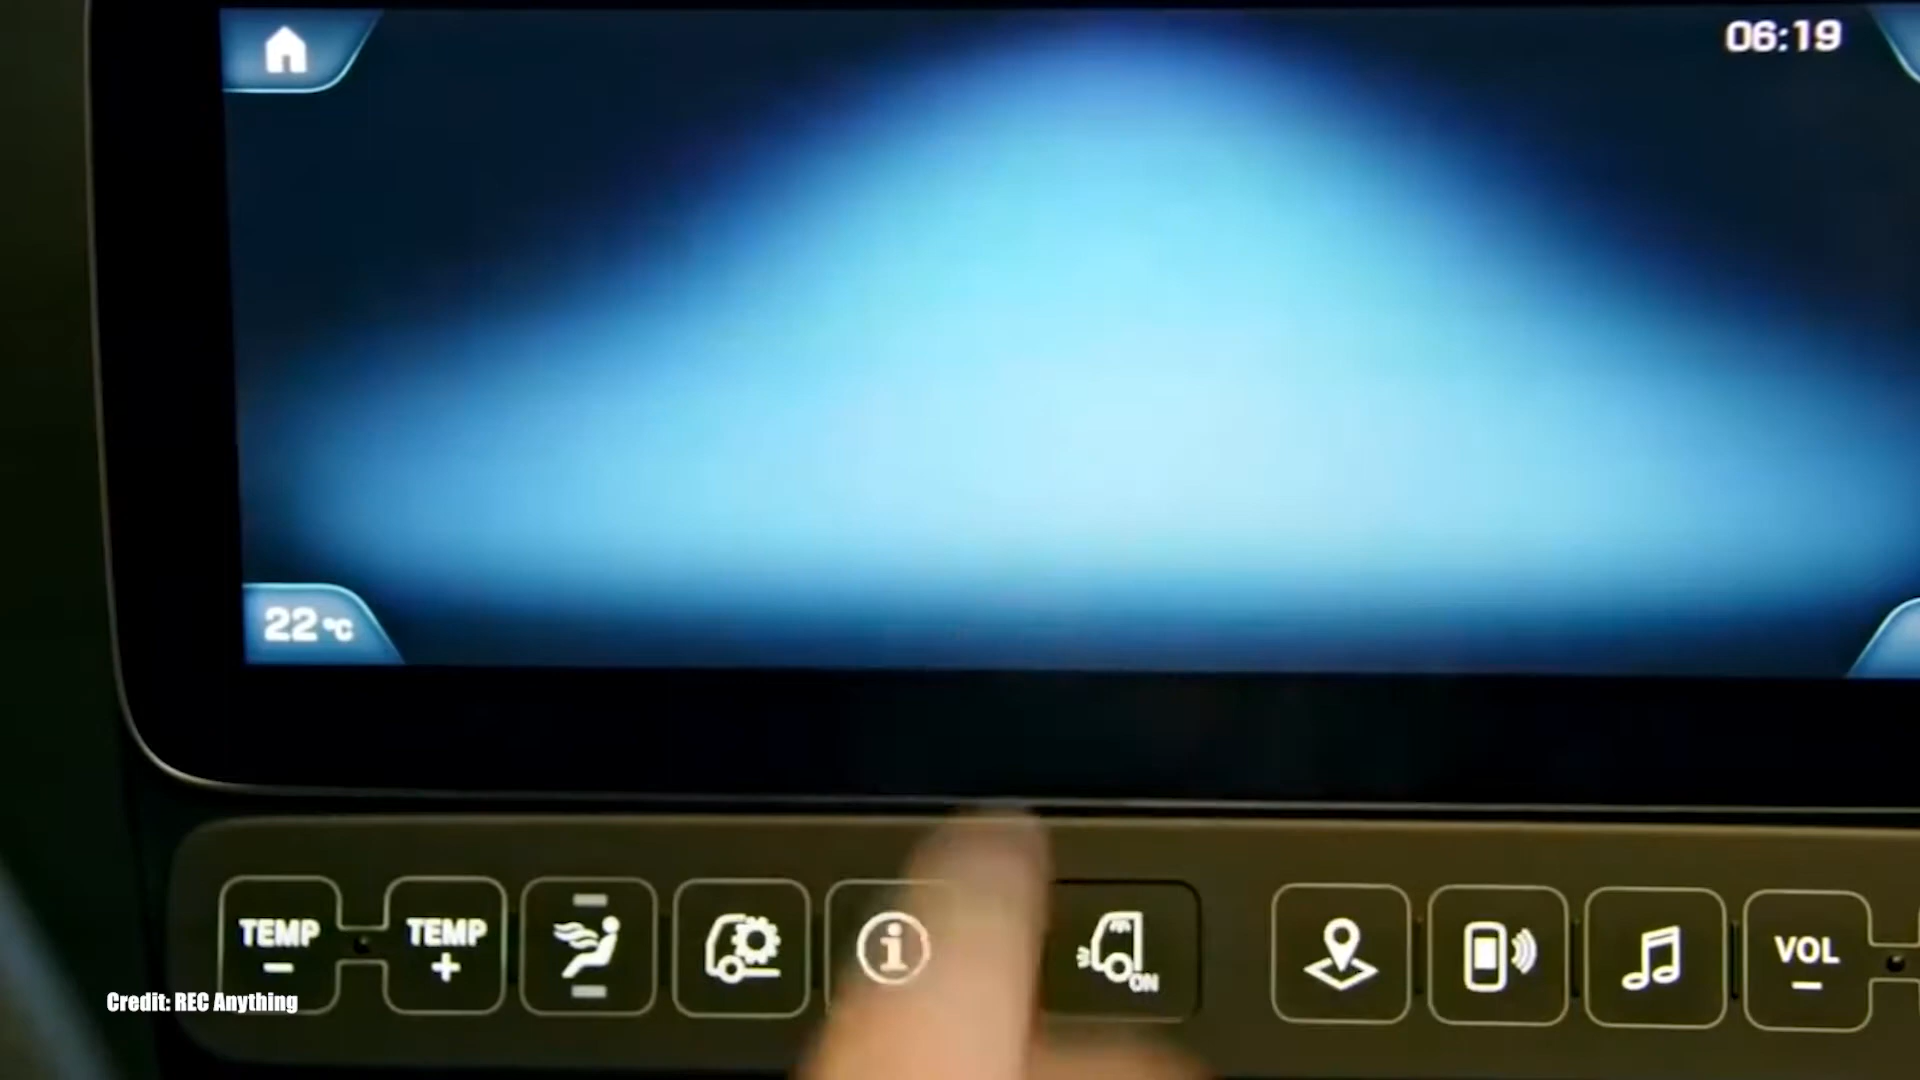 06:19
22°C
TEMP
−
TEMP
+
ON
VOL
−
Credit: REC Anything